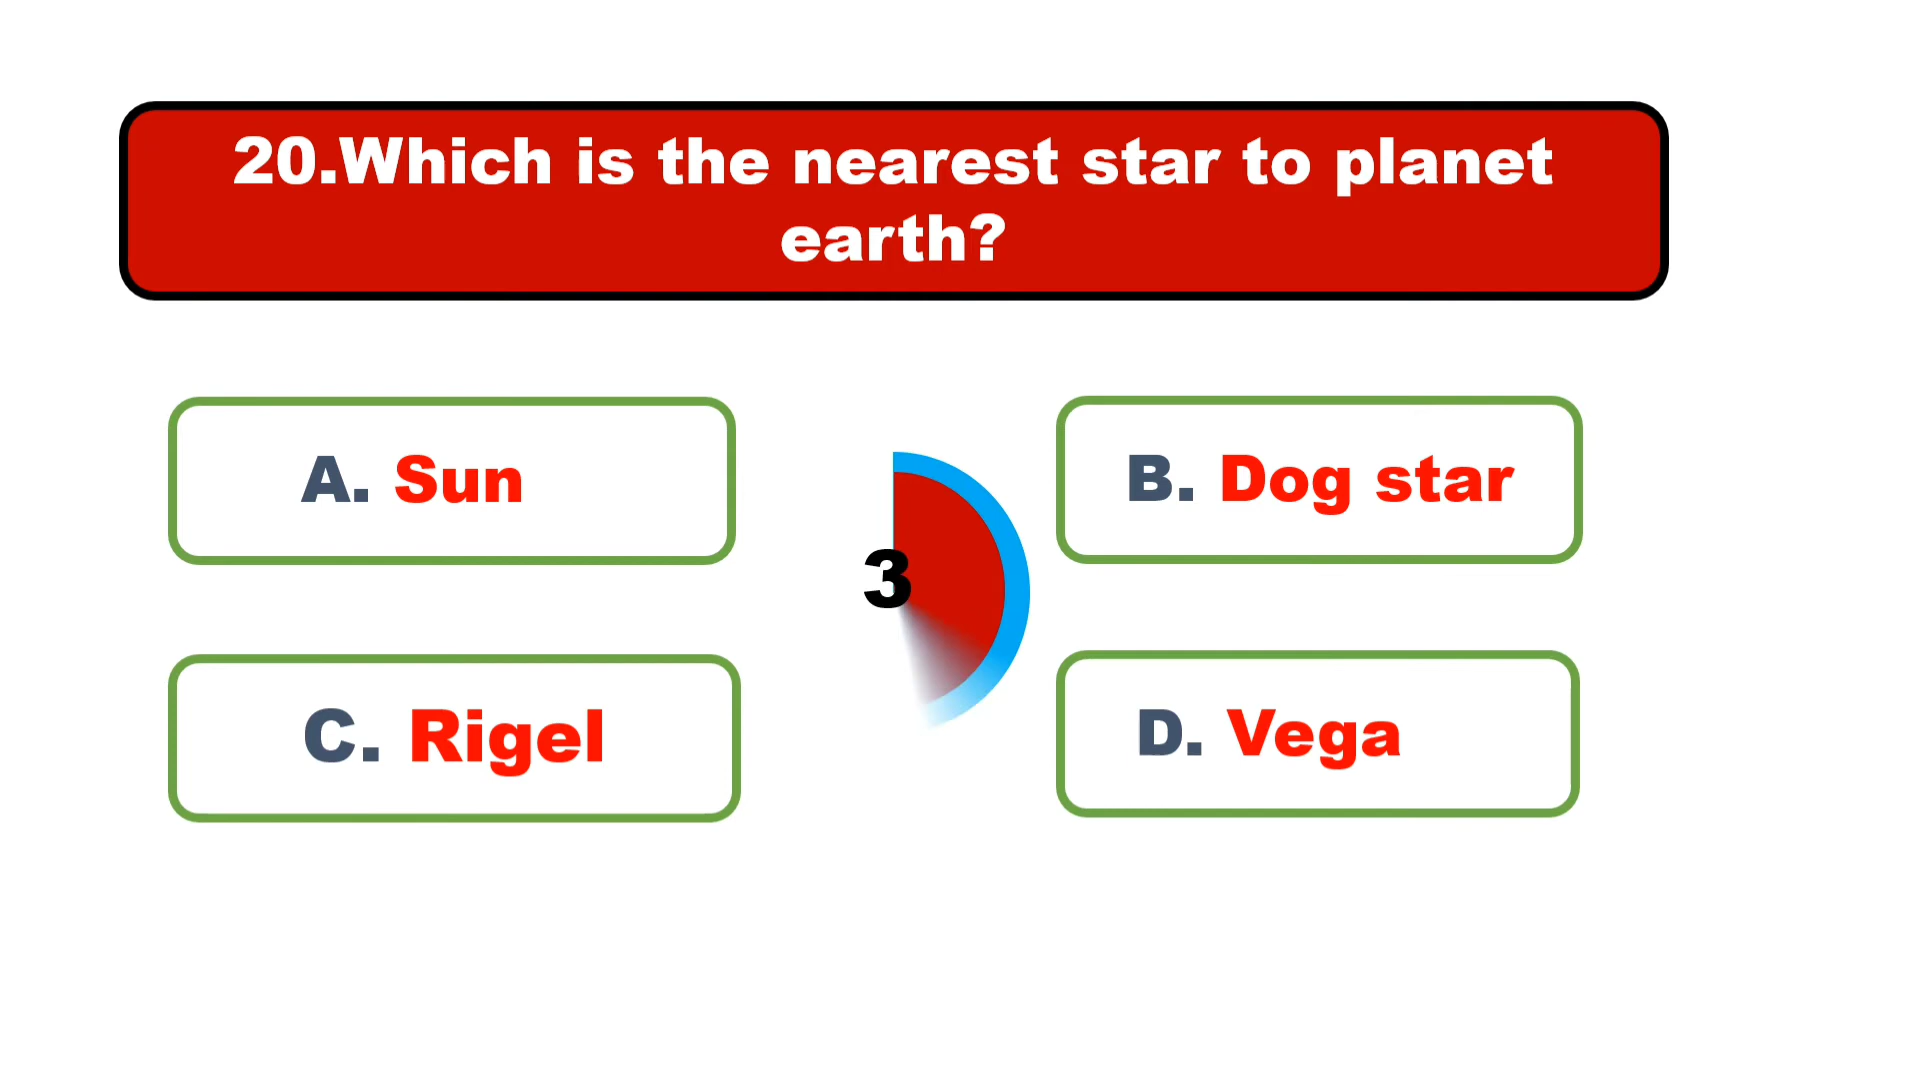 20.Which is the nearest star to planet
earth?
A. Sun
B. Dog star
3
C. Rigel
D. Vega